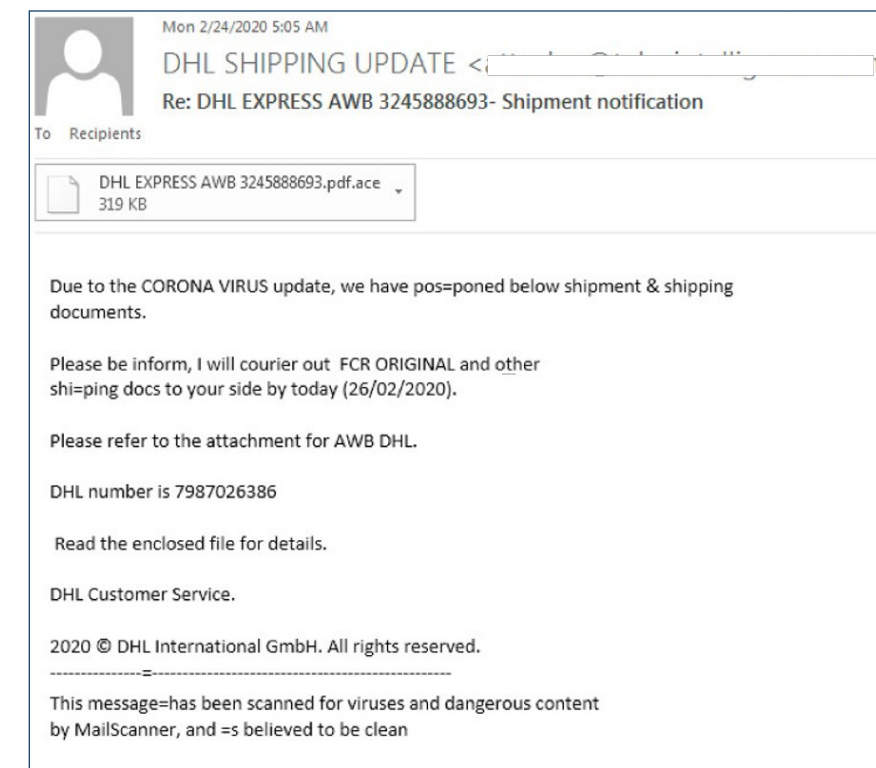 Mon 2/24/2020 5:05 AM
DHL SHIPPING UPDATE <
Re: DHL EXPRESS AWB 3245888693- Shipment notification
To Recipients
DHL EXPRESS AWB 3245888693.pdf.ace
319 KB
Due to the CORONA VIRUS update, we have pos=poned below shipment & shipping
documents.
Please be inform, I will courier out FCR ORIGINAL and other
shi=ping docs to your side by today (26/02/2020).
Please refer to the attachment for AWB DHL.
DHL number is 7987026386
Read the enclosed file for details.
DHL Customer Service.
2020 © DHL International GmbH. All rights reserved.
---------------=--------------------------------------------------
This message=has been scanned for viruses and dangerous content
by MailScanner, and =s believed to be clean